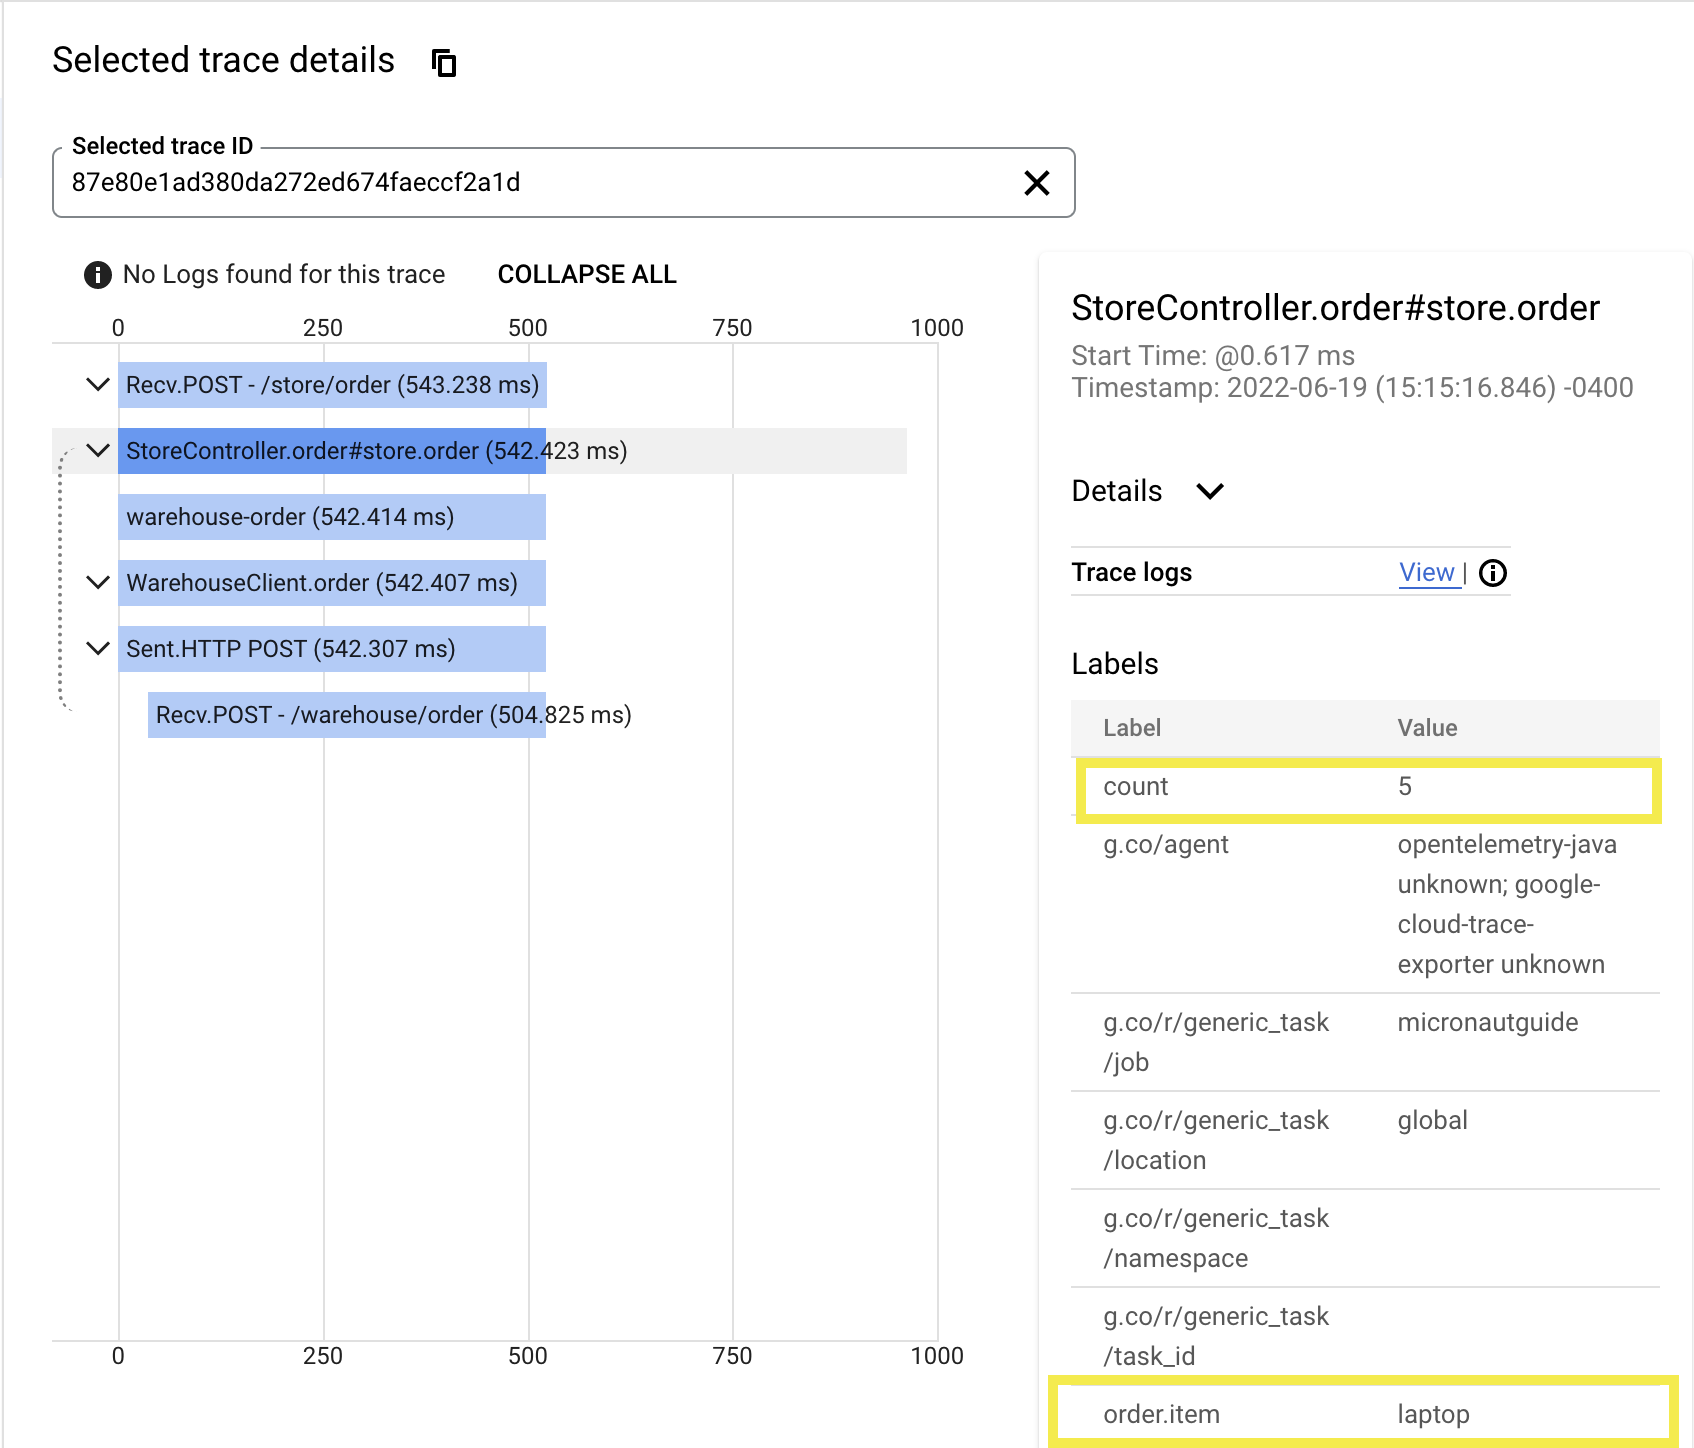 Selected trace details
Selected trace ID
87e80e1ad380da272ed674faeccf2a1d
No Logs found for this trace
COLLAPSE ALL
0 250 500 750 1000
Recv.POST - /store/order (543.238 ms)
StoreController.order#store.order (542.423 ms)
warehouse-order (542.414 ms)
WarehouseClient.order (542.407 ms)
Sent.HTTP POST (542.307 ms)
Recv.POST - /warehouse/order (504.825 ms)
0 250 500 750 1000
StoreController.order#store.order
Start Time: @0.617 ms
Timestamp: 2022-06-19 (15:15:16.846) -0400
Details
Trace logs View |
Labels
Label Value
count 5
g.co/agent opentelemetry-java
unknown; google-
cloud-trace-
exporter unknown
g.co/r/generic_task micronautguide
/job
g.co/r/generic_task global
/location
g.co/r/generic_task
/namespace
g.co/r/generic_task
/task_id
order.item laptop